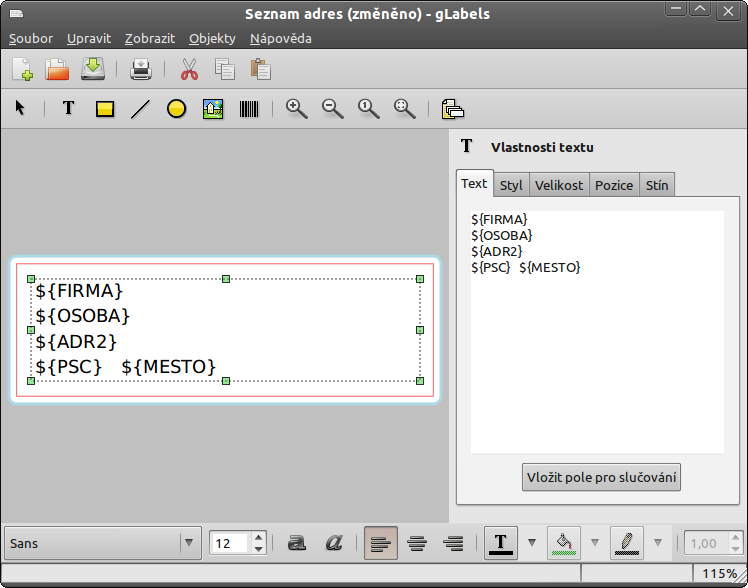 Seznam adres (změněno) - gLabels
Soubor Upravit Zobrazit Objekty Nápověda
T
T Vlastnosti textu
Text Styl Velikost Pozice Stín
${FIRMA}
${OSOBA}
${ADR2}
${PSC} ${MESTO}
${FIRMA}
${OSOBA}
${ADR2}
${PSC} ${MESTO}
Vložit pole pro slučování
Sans 12 a a T 1,00
115%